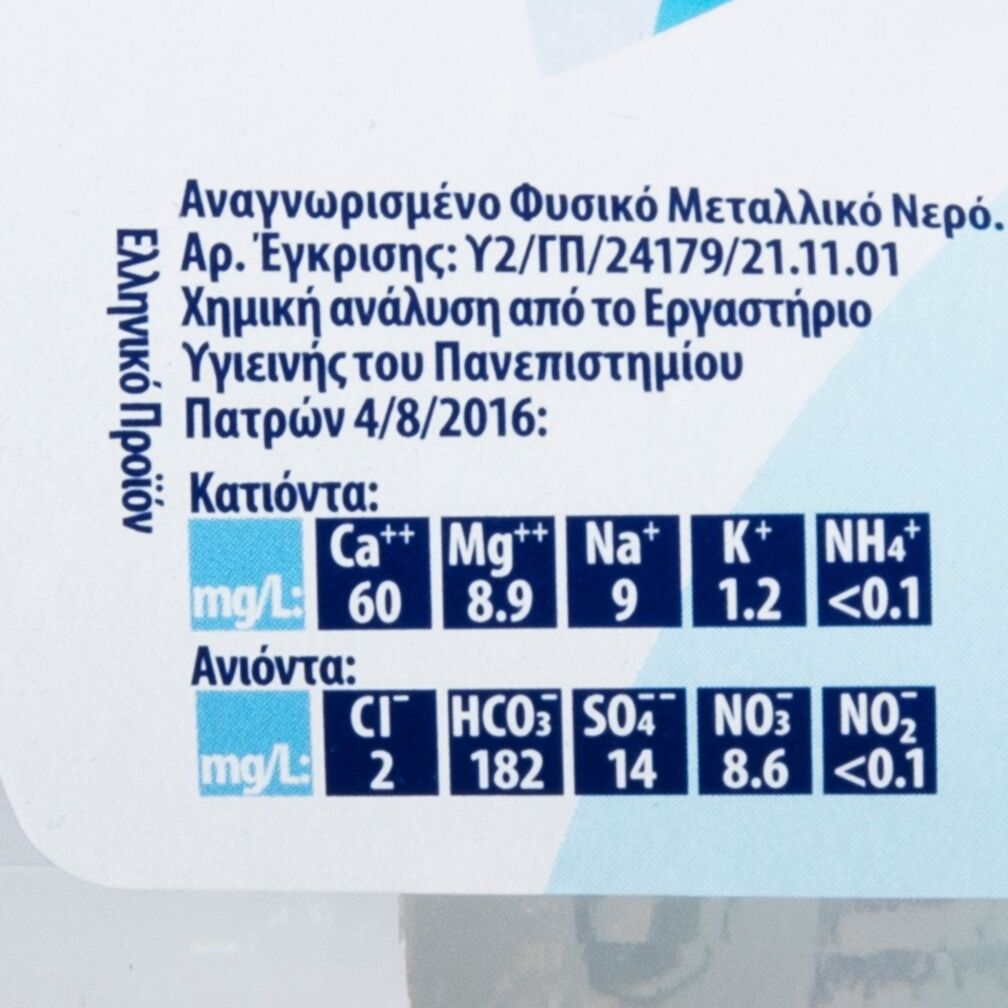 Αναγνωρισμένο Φυσικό Μεταλλικό Νερό.
Αρ. Έγκρισης: Υ2/ΓΠ/24179/21.11.01
Χημική ανάλυση από το Εργαστήριο
Υγιεινής του Πανεπιστημίου
Πατρών 4/8/2016:
Ελληνικό Προϊόν
Κατιόντα:
Ca⁺⁺ Mg⁺⁺ Na⁺ K⁺ NH₄⁺
mg/L: 60 8.9 9 1.2 <0.1
Ανιόντα:
Cl⁻ HCO₃⁻ SO₄⁻⁻ NO₃⁻ NO₂⁻
mg/L: 2 182 14 8.6 <0.1